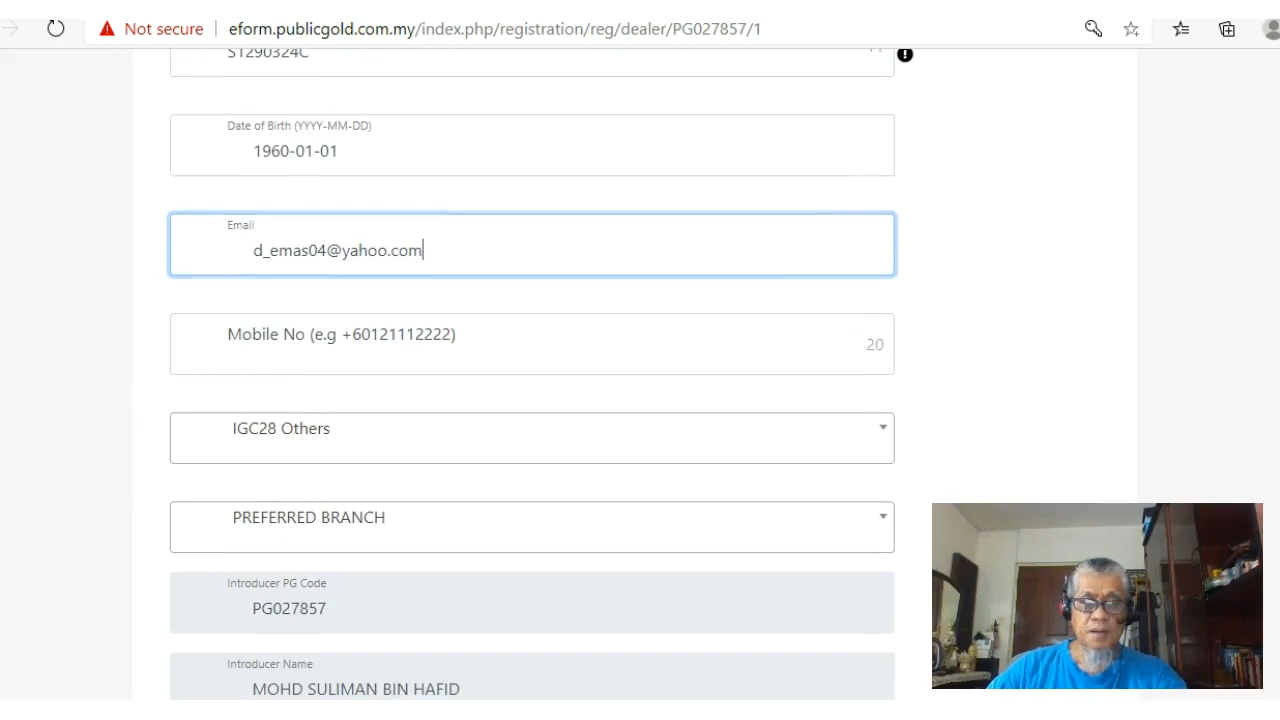 Not secure
eform.publicgold.com.my/index.php/registration/reg/dealer/PG027857/1
S1290324C
Date of Birth (YYYY-MM-DD)
1960-01-01
Email
d_emas04@yahoo.com
Mobile No (e.g +60121112222)
20
IGC28 Others
PREFERRED BRANCH
Introducer PG Code
PG027857
Introducer Name
MOHD SULIMAN BIN HAFID